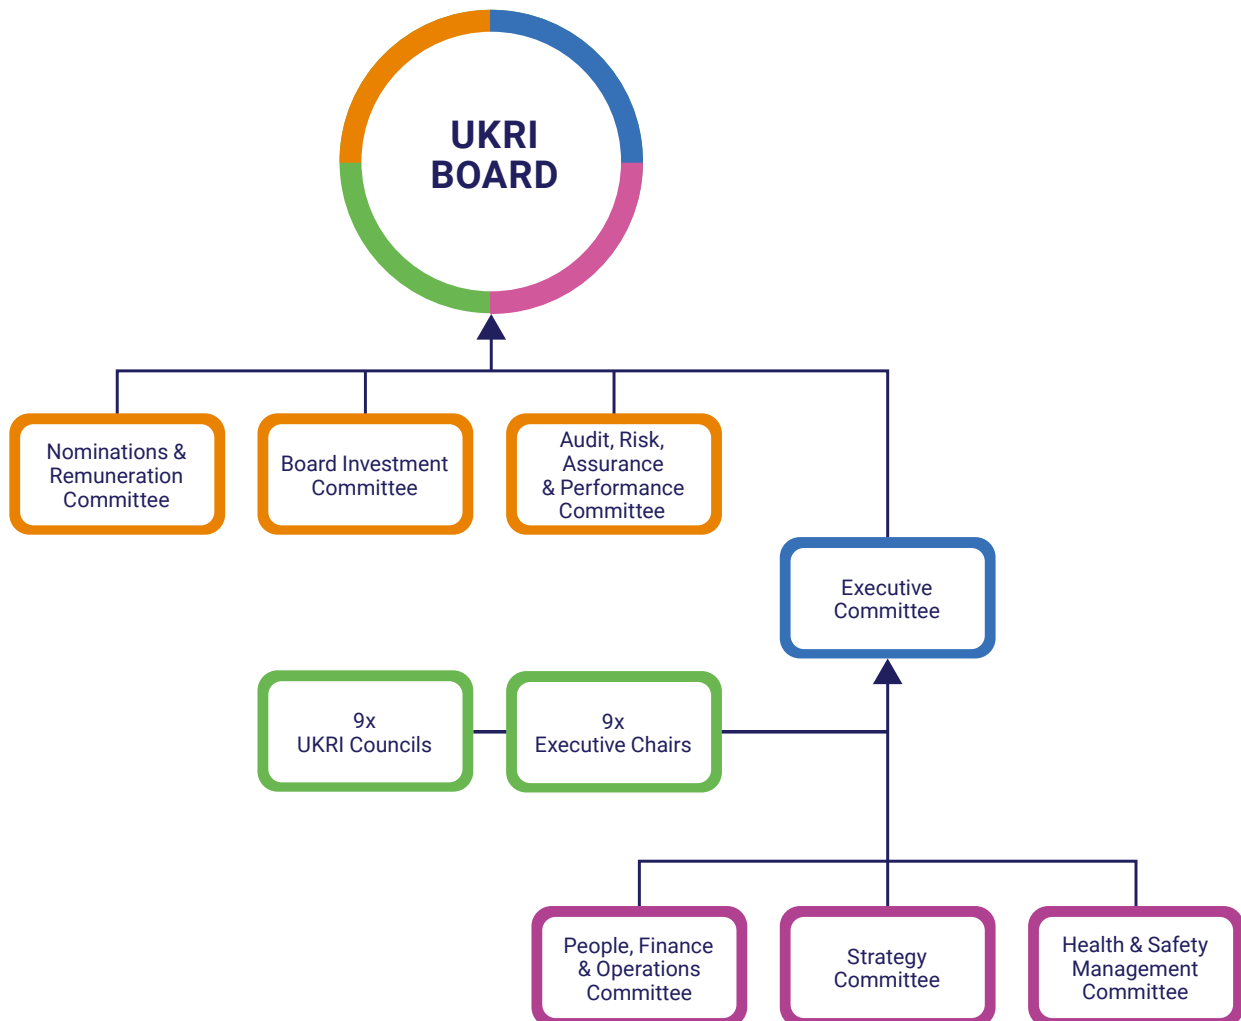 UKRI
BOARD
Nominations &
Remuneration
Committee
Board Investment
Committee
Audit, Risk,
Assurance
& Performance
Committee
Executive
Committee
9x
UKRI Councils
9x
Executive Chairs
People, Finance
& Operations
Committee
Strategy
Committee
Health & Safety
Management
Committee